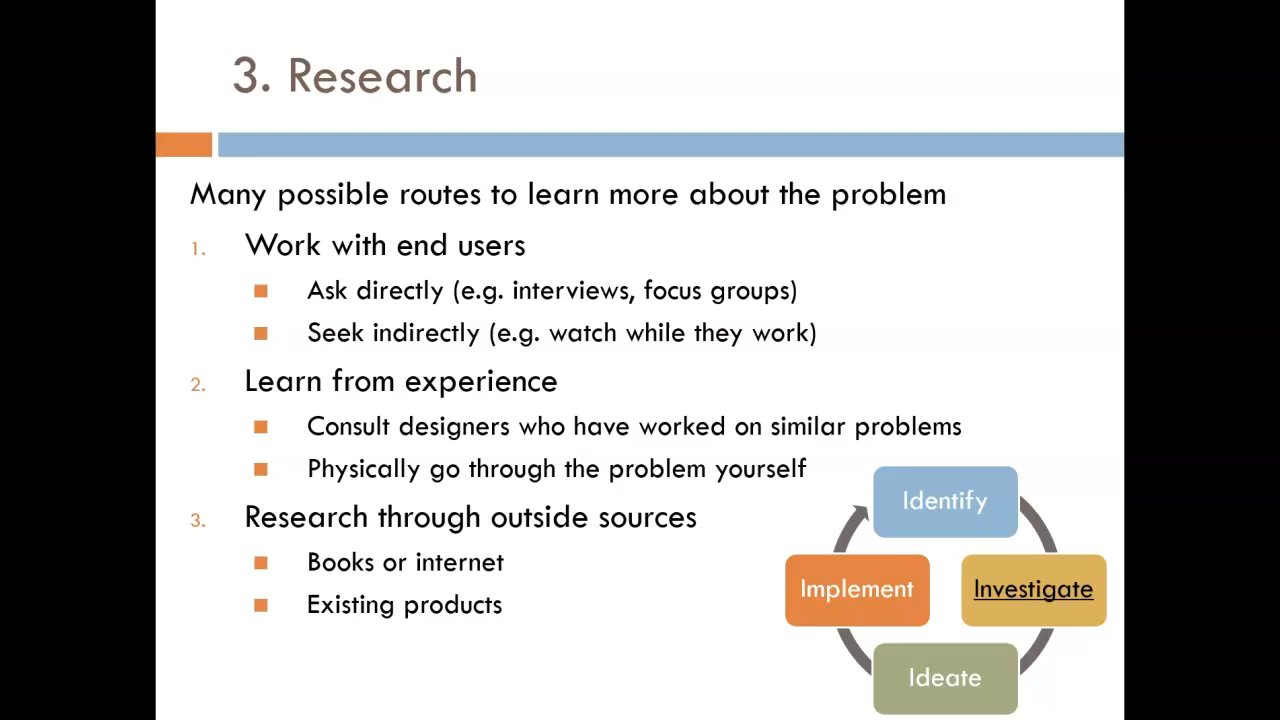 3. Research
Many possible routes to learn more about the problem
1. Work with end users
Ask directly (e.g. interviews, focus groups)
Seek indirectly (e.g. watch while they work)
2. Learn from experience
Consult designers who have worked on similar problems
Physically go through the problem yourself
3. Research through outside sources
Books or internet
Existing products
Identify
Implement
Investigate
Ideate